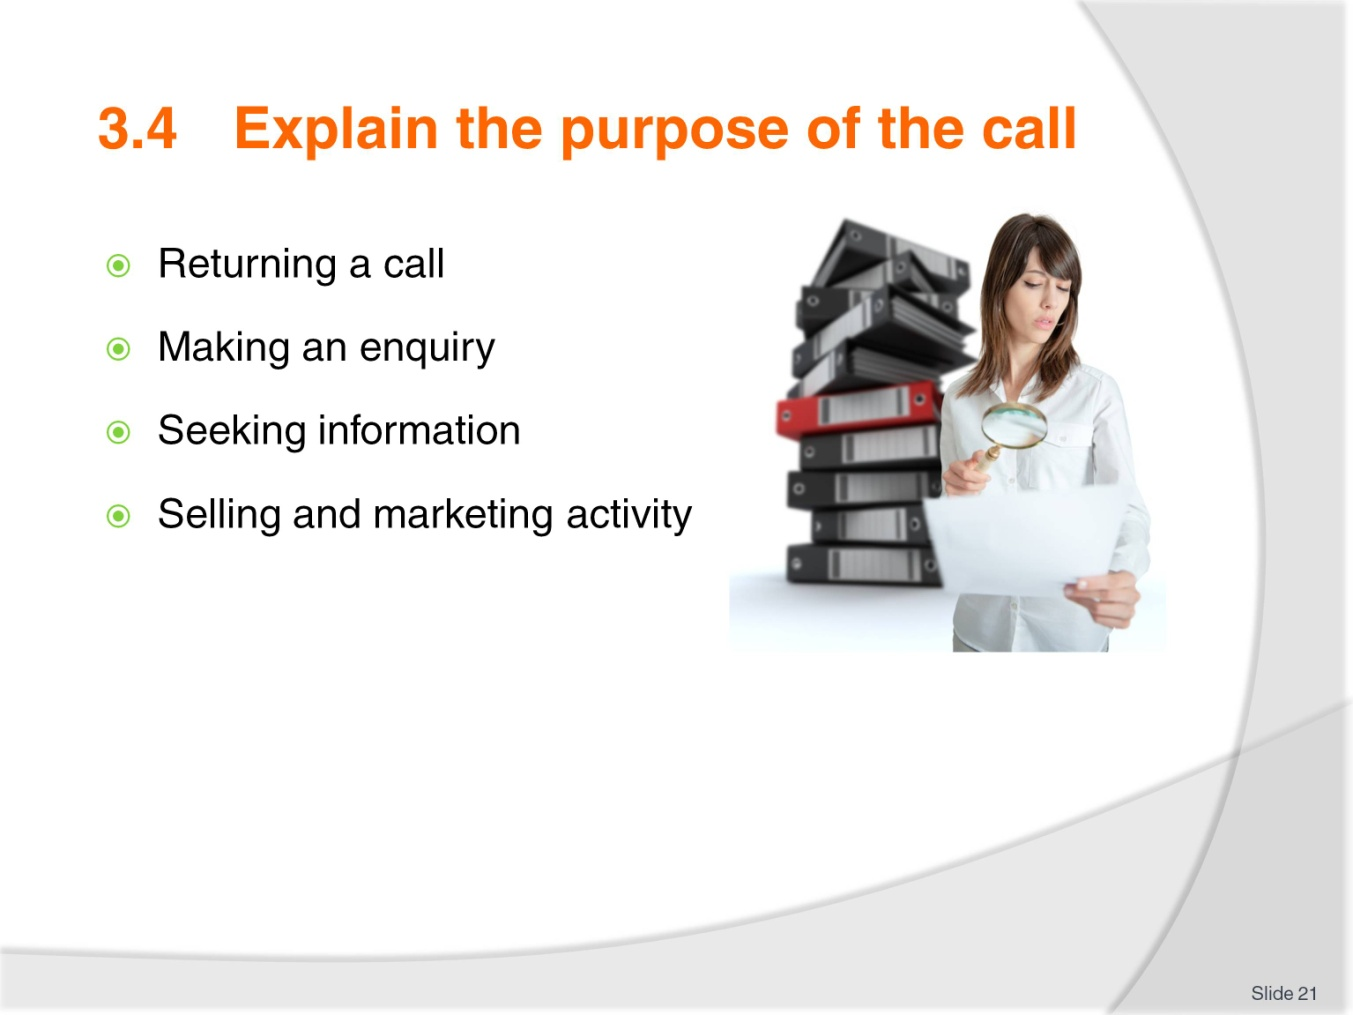 3.4 Explain the purpose of the call
Returning a call
Making an enquiry
Seeking information
Selling and marketing activity
Slide 21